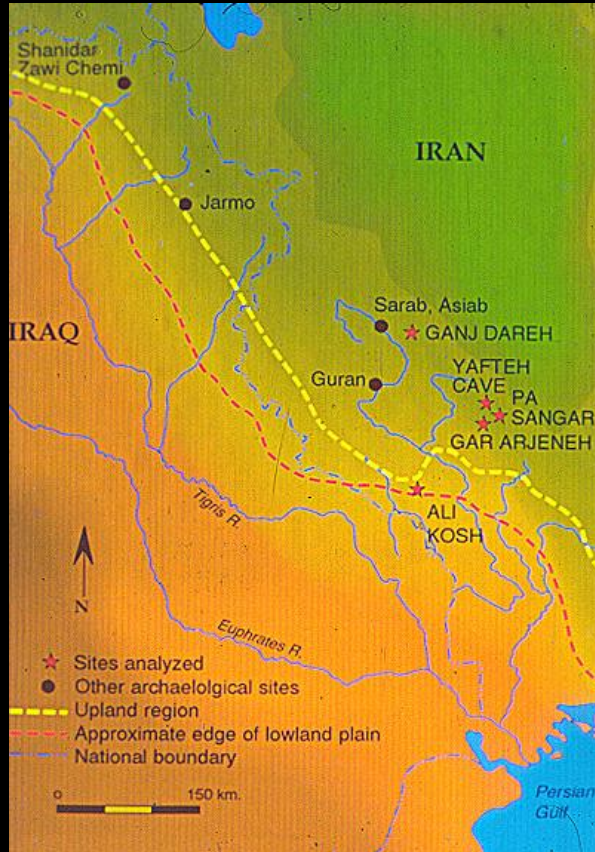 Shanidar
Zawi Chemi
IRAN
Jarmo
Sarab, Asiab
IRAQ
GANJ DAREH
YAFTEH
CAVE
Guran
PA
SANGAR
GAR ARJENEH
ALI
KOSH
Tigris R.
N
Euphrates R.
Sites analyzed
Other archaelolgical sites
Upland region
Approximate edge of lowland plain
National boundary
0 150 km.
Persian
Gulf